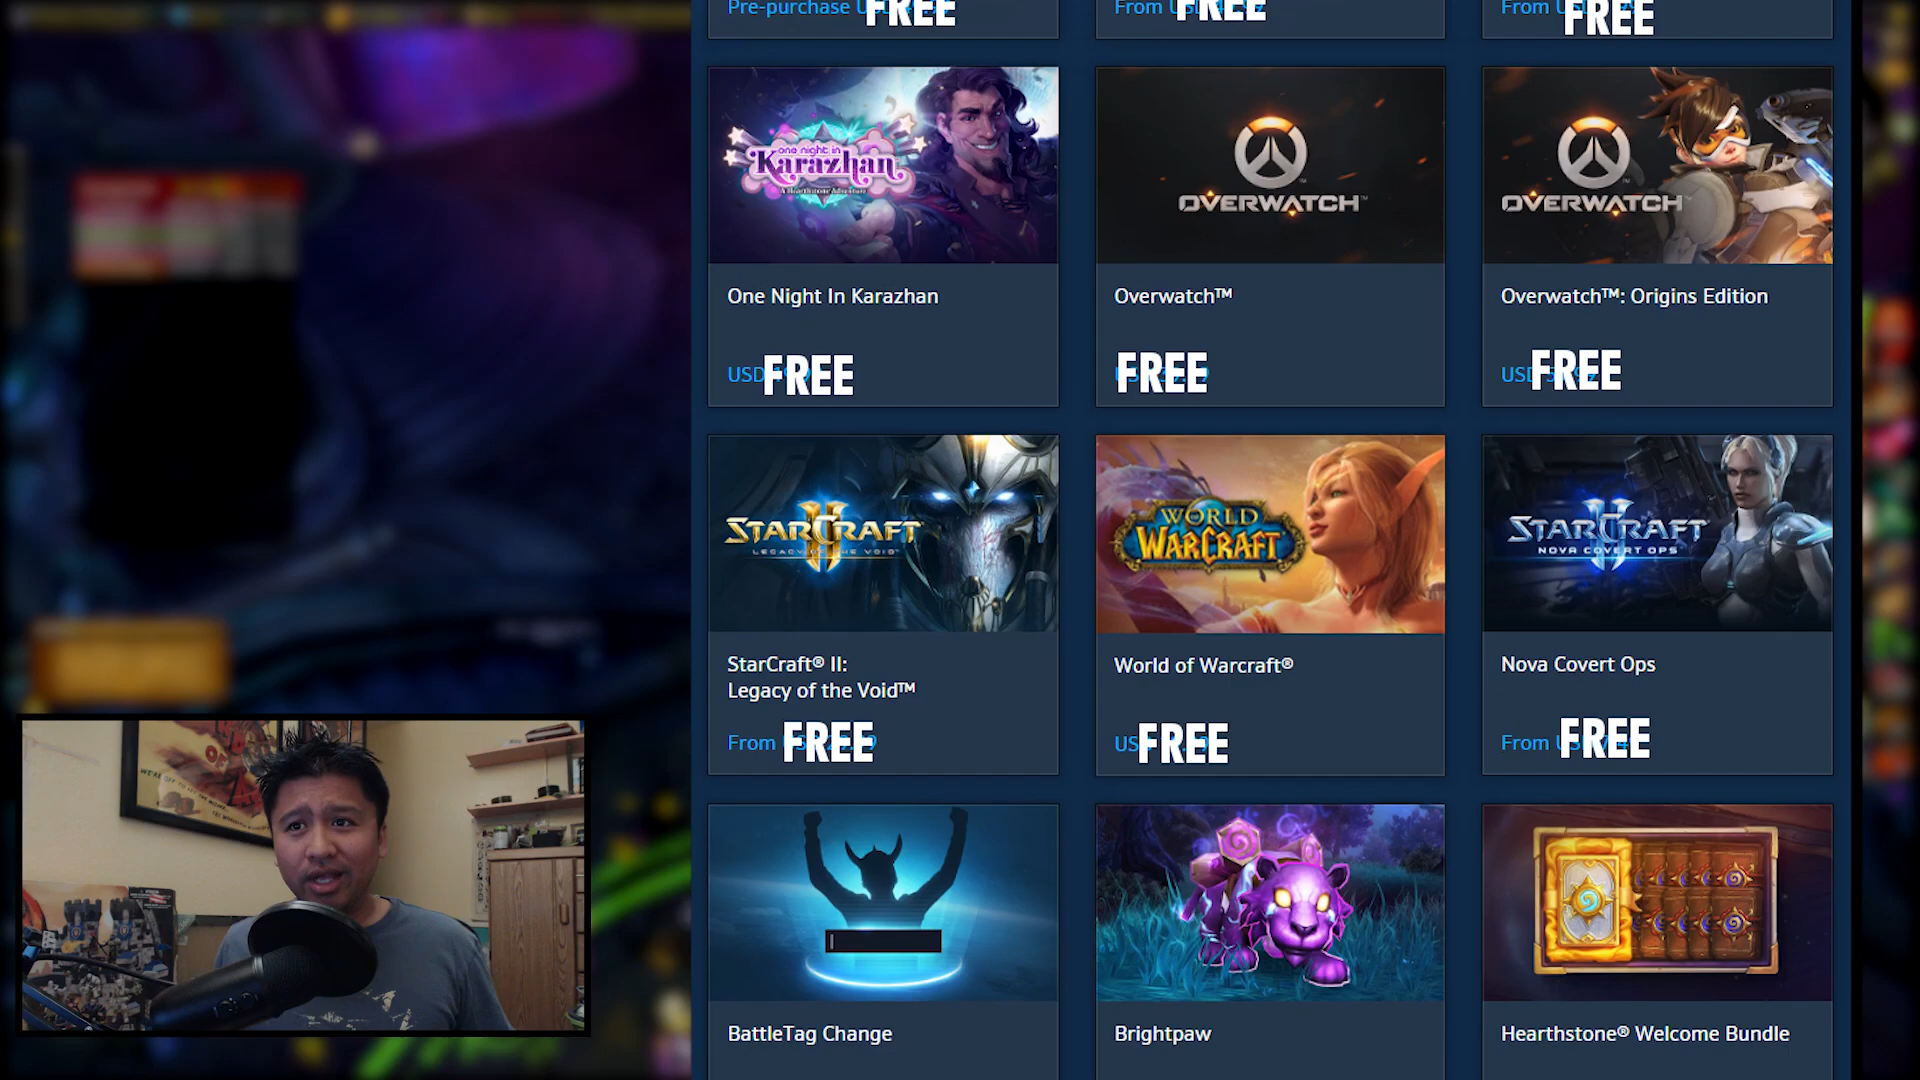 Pre-purchase
FREE
From
FREE
From
FREE
one night in
Karazhan
A Hearthstone Adventure
OVERWATCH
OVERWATCH
One Night In Karazhan
Overwatch™
Overwatch™: Origins Edition
USD
FREE
FREE
USD
FREE
STARCRAFT
II
LEGACY OF THE VOID
WORLD
WARCRAFT
STARCRAFT
II
NOVA COVERT OPS
StarCraft® II:
Legacy of the Void™
World of Warcraft®
Nova Covert Ops
From
FREE
FREE
From
FREE
BattleTag Change
Brightpaw
Hearthstone® Welcome Bundle